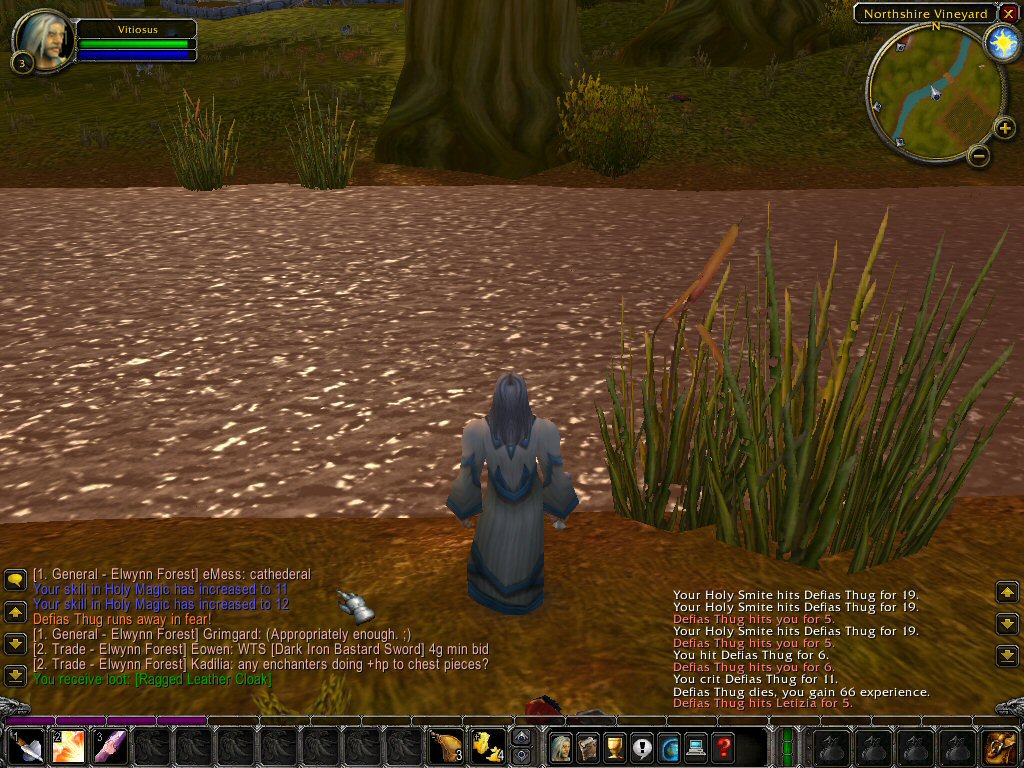 Vitiosus
3
Northshire Vineyard
N
[1. General - Elwynn Forest] eMess: cathederal
Your skill in Holy Magic has increased to 11
Your skill in Holy Magic has increased to 12
Defias Thug runs away in fear!
[1. General - Elwynn Forest] Grimgard: (Appropriately enough. ;)
[2. Trade - Elwynn Forest] Eowen: WTS [Dark Iron Bastard Sword] 4g min bid
[2. Trade - Elwynn Forest] Kadilia: any enchanters doing +hp to chest pieces?
You receive loot: [Ragged Leather Cloak]
Your Holy Smite hits Defias Thug for 19.
Your Holy Smite hits Defias Thug for 19.
Defias Thug hits you for 5.
Your Holy Smite hits Defias Thug for 19.
Defias Thug hits you for 5.
You hit Defias Thug for 6.
Defias Thug hits you for 6.
You crit Defias Thug for 11.
Defias Thug dies, you gain 66 experience.
Defias Thug hits Letizia for 5.
1 2 3 3 4 ! ?